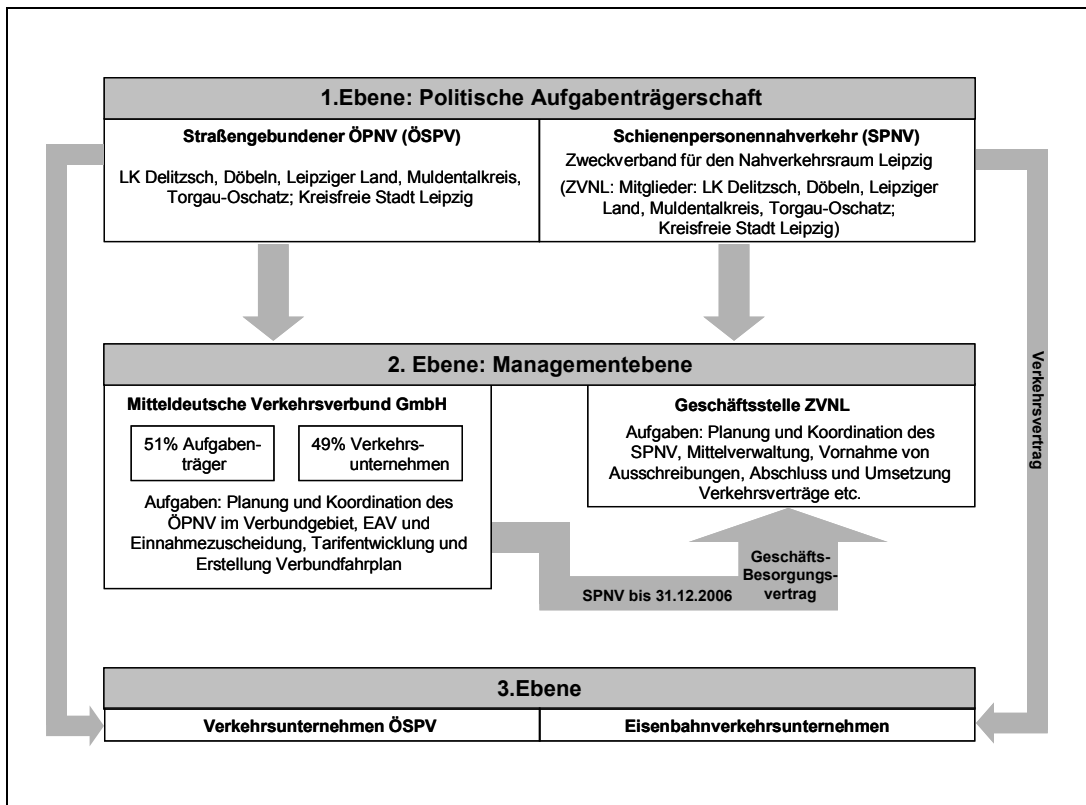 1.Ebene: Politische Aufgabenträgerschaft
Straßengebundener ÖPNV (ÖSPV)
LK Delitzsch, Döbeln, Leipziger Land, Muldentalkreis,
Torgau-Oschatz; Kreisfreie Stadt Leipzig
Schienenpersonennahverkehr (SPNV)
Zweckverband für den Nahverkehrsraum Leipzig
(ZVNL: Mitglieder: LK Delitzsch, Döbeln, Leipziger
Land, Muldentalkreis, Torgau-Oschatz;
Kreisfreie Stadt Leipzig)
Verkehrsvertrag
2. Ebene: Managementebene
Mitteldeutsche Verkehrsverbund GmbH
51% Aufgaben-
träger
49% Verkehrs-
unternehmen
Aufgaben: Planung und Koordination des
ÖPNV im Verbundgebiet, EAV und
Einnahmezuscheidung, Tarifentwicklung und
Erstellung Verbundfahrplan
Geschäftsstelle ZVNL
Aufgaben: Planung und Koordination des
SPNV, Mittelverwaltung, Vornahme von
Ausschreibungen, Abschluss und Umsetzung
Verkehrsverträge etc.
Geschäfts-
Besorgungs-
vertrag
SPNV bis 31.12.2006
3.Ebene
Verkehrsunternehmen ÖSPV
Eisenbahnverkehrsunternehmen